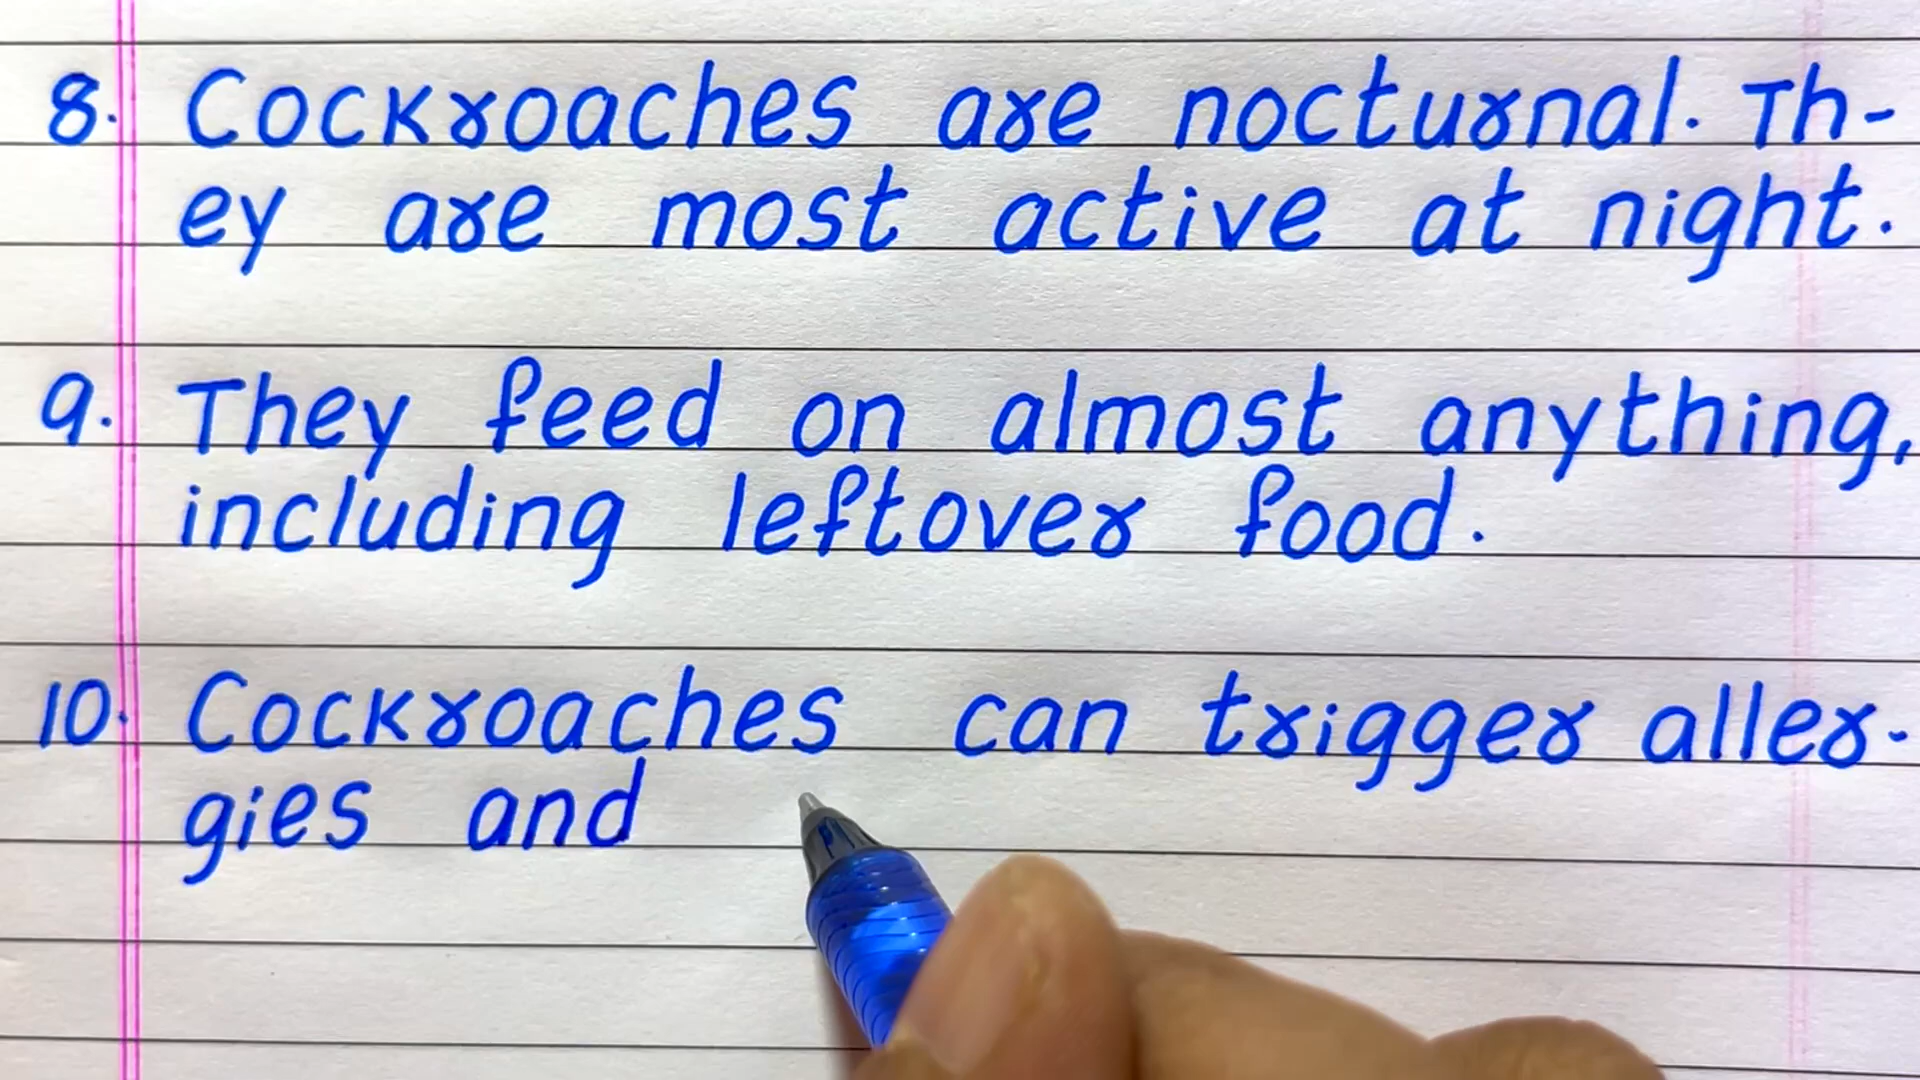 8. Cockroaches are nocturnal. Th-
ey are most active at night.
9. They feed on almost anything,
including leftover food.
10. Cockroaches can trigger aller-
gies and